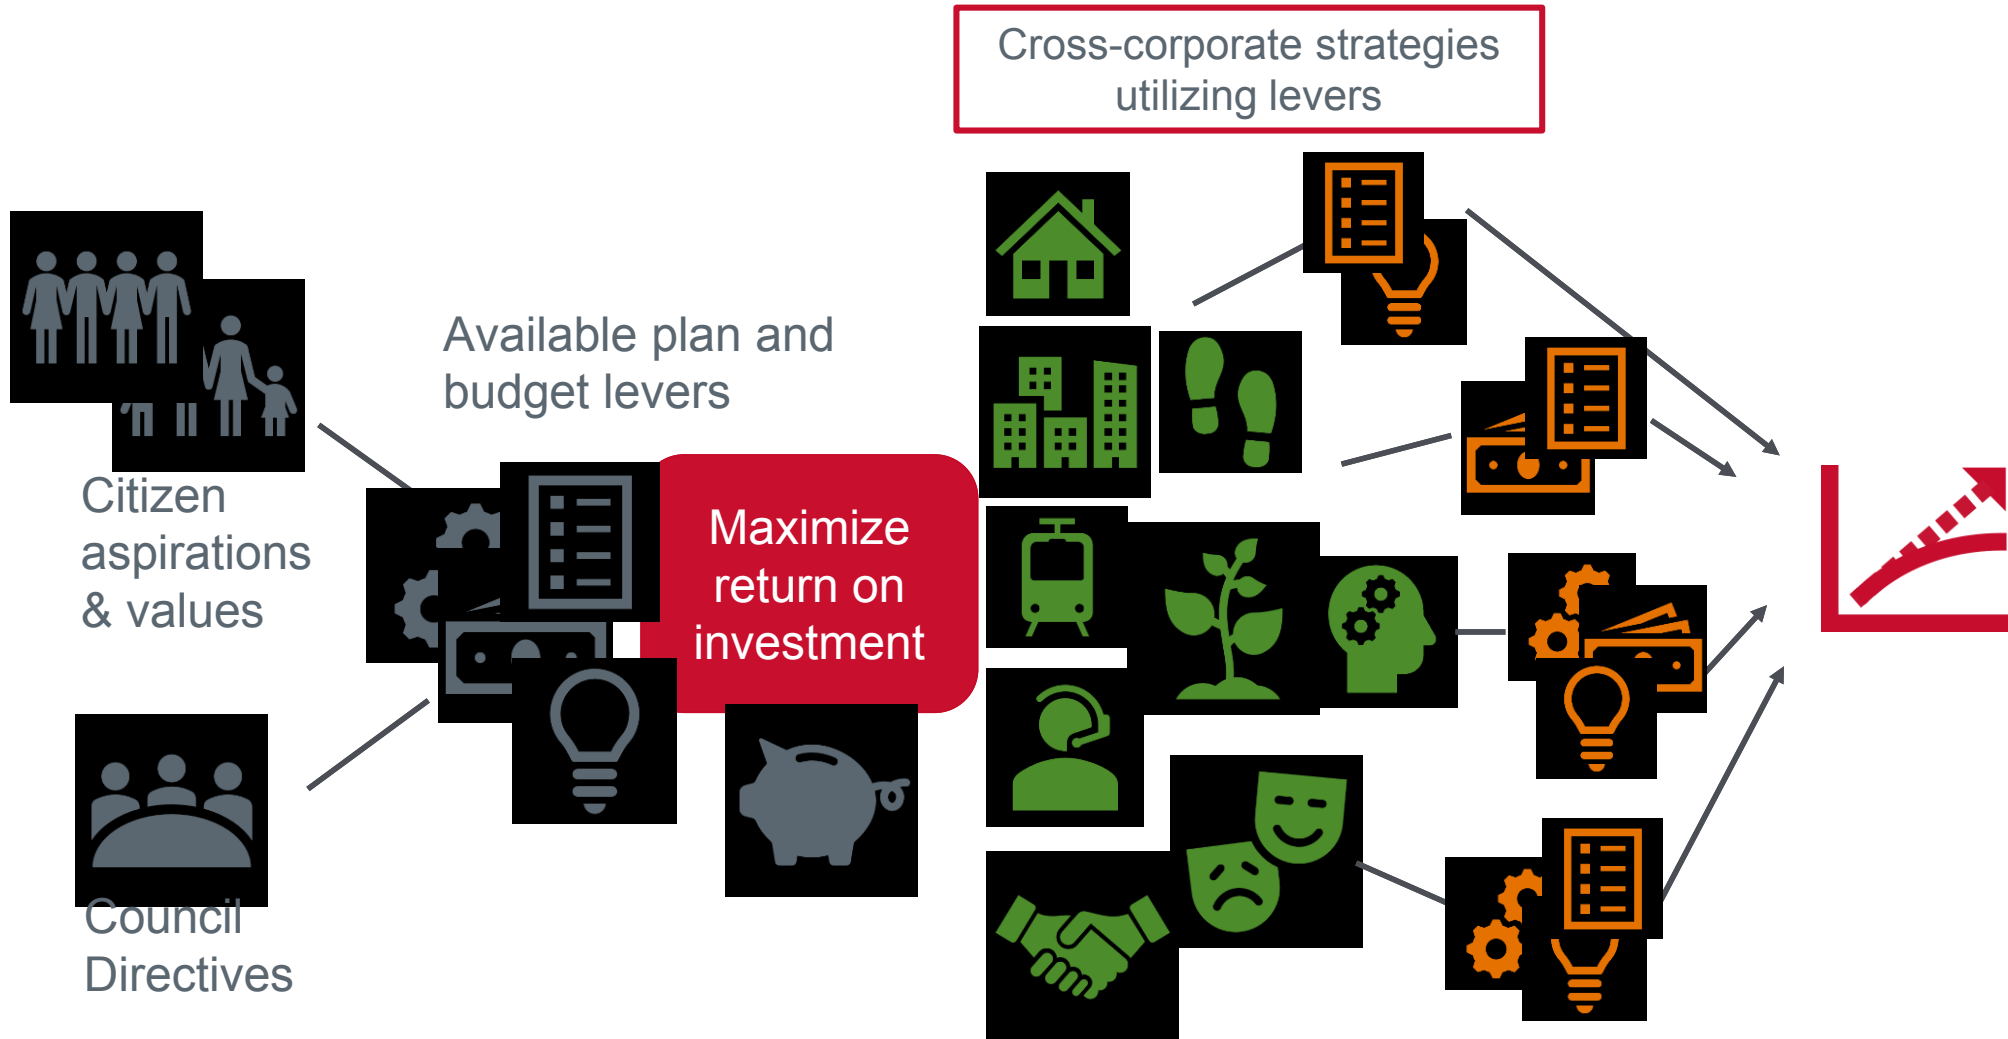 Cross-corporate strategies
utilizing levers
Available plan and
budget levers
Citizen
aspirations
& values
Maximize
return on
investment
Council
Directives